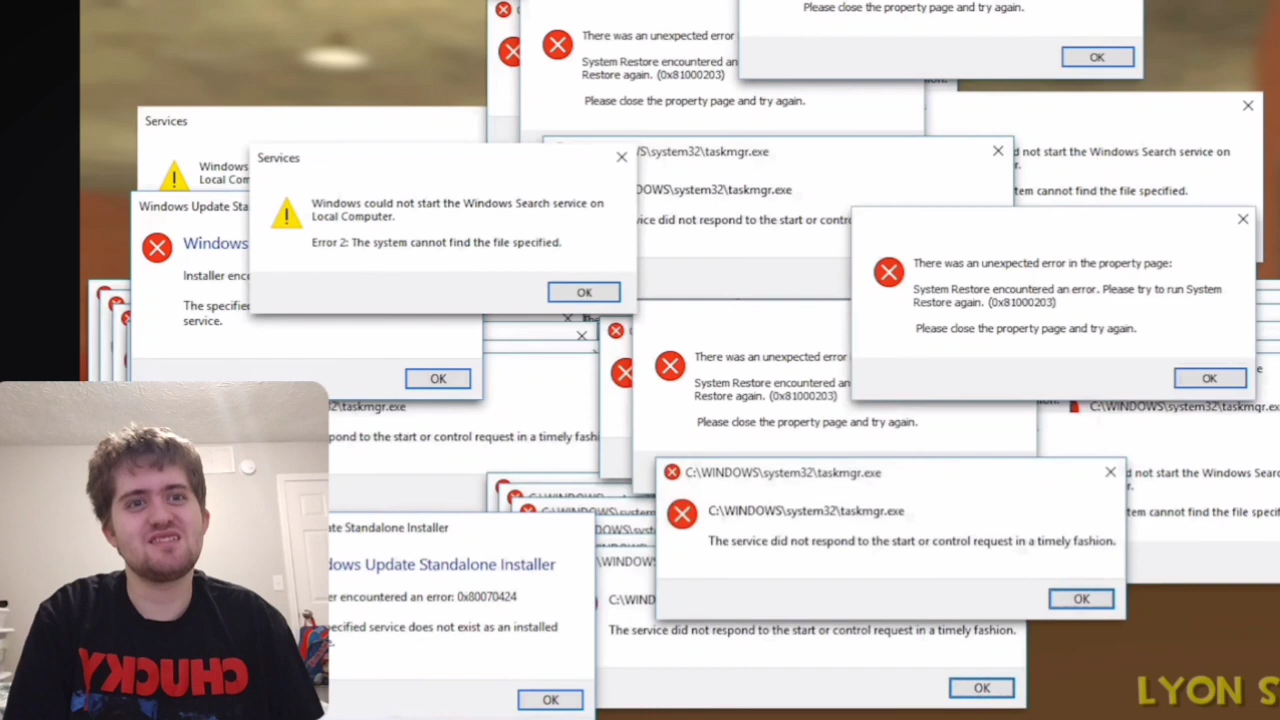 Please close the property page and try again.
OK
There was an unexpected error
System Restore encountered an
Restore again. (0x81000203)
Please close the property page and try again.
Services
Windows
Local Com
Windows Update Sta
Windows
Installer enco
The specifie
service.
OK
Services
Windows could not start the Windows Search service on
Local Computer.
Error 2: The system cannot find the file specified.
OK
S\system32\taskmgr.exe
DOWS\system32\taskmgr.exe
vice did not respond to the start or contro
d not start the Windows Search service on
r.
tem cannot find the file specified.
There was an unexpected error in the property page:
System Restore encountered an error. Please try to run System
Restore again. (0x81000203)
Please close the property page and try again.
OK
There was an unexpected error
System Restore encountered an
Restore again. (0x81000203)
Please close the property page and try again.
32\taskmgr.exe
pond to the start or control request in a timely fashi
C:\WINDOWS\system32\taskmgr.ex
d not start the Windows Search
r.
tem cannot find the file specif
C:\WINDOWS\system32\taskmgr.exe
C:\WINDOWS\system32\taskmgr.exe
The service did not respond to the start or control request in a timely fashion.
OK
C:\WINDOWS\system
ate Standalone Installer
dows Update Standalone Installer
er encountered an error: 0x80070424
ecified service does not exist as an installed
OK
C:\WIND
The service did not respond to the start or control request in a timely fashion.
OK
CHUCKY
LYON S